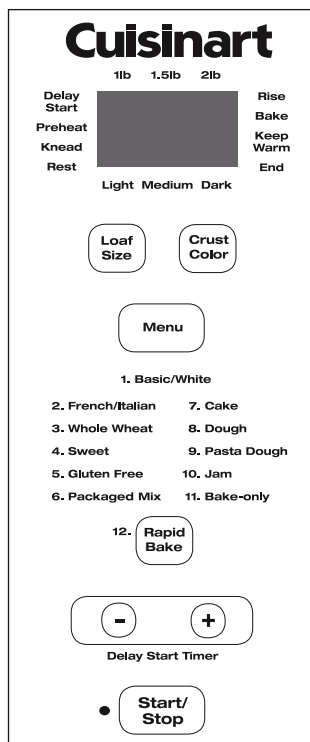 Cuisinart
1lb 1.5lb 2lb
Delay
Start
Preheat
Knead
Rest
Rise
Bake
Keep
Warm
End
Light Medium Dark
Loaf
Size
Crust
Color
Menu
1. Basic/White
2. French/Italian
3. Whole Wheat
4. Sweet
5. Gluten Free
6. Packaged Mix
7. Cake
8. Dough
9. Pasta Dough
10. Jam
11. Bake-only
12. Rapid
Bake
- +
Delay Start Timer
Start/
Stop